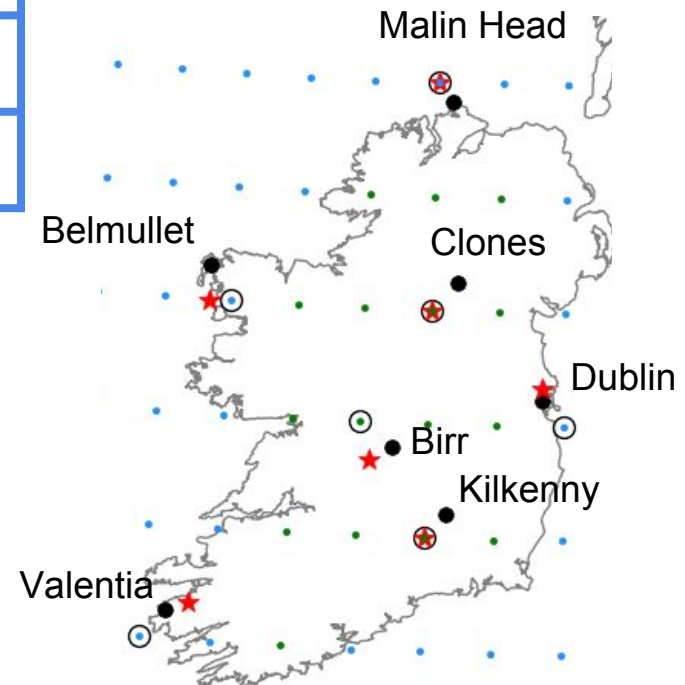 Malin Head
Belmullet
Clones
Dublin
Birr
Kilkenny
Valentia